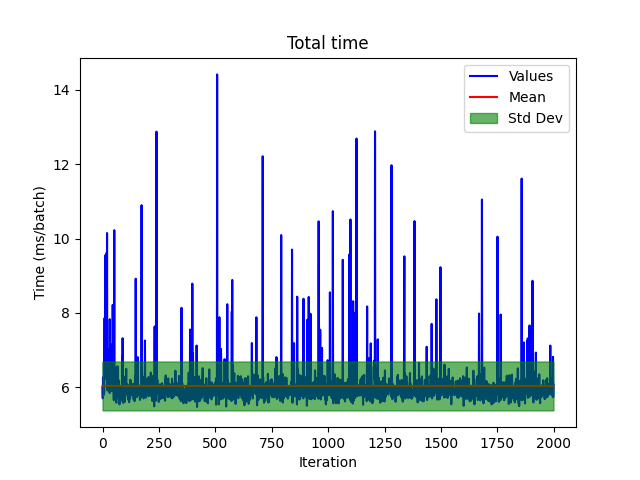 Total time
Values
Mean
Std Dev
Time (ms/batch)
14
12
10
8
6
0 250 500 750 1000 1250 1500 1750 2000
Iteration